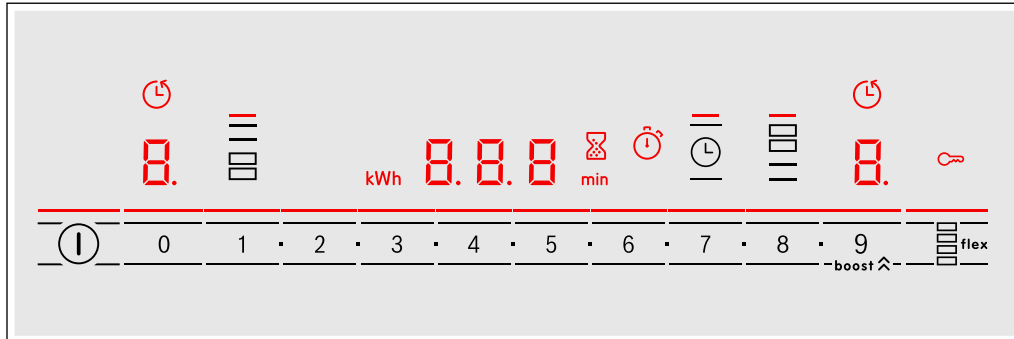 8. 8.8.8 8.
kWh min
0 1 · 2 · 3 · 4 · 5 · 6 · 7 · 8 · 9 flex
boost